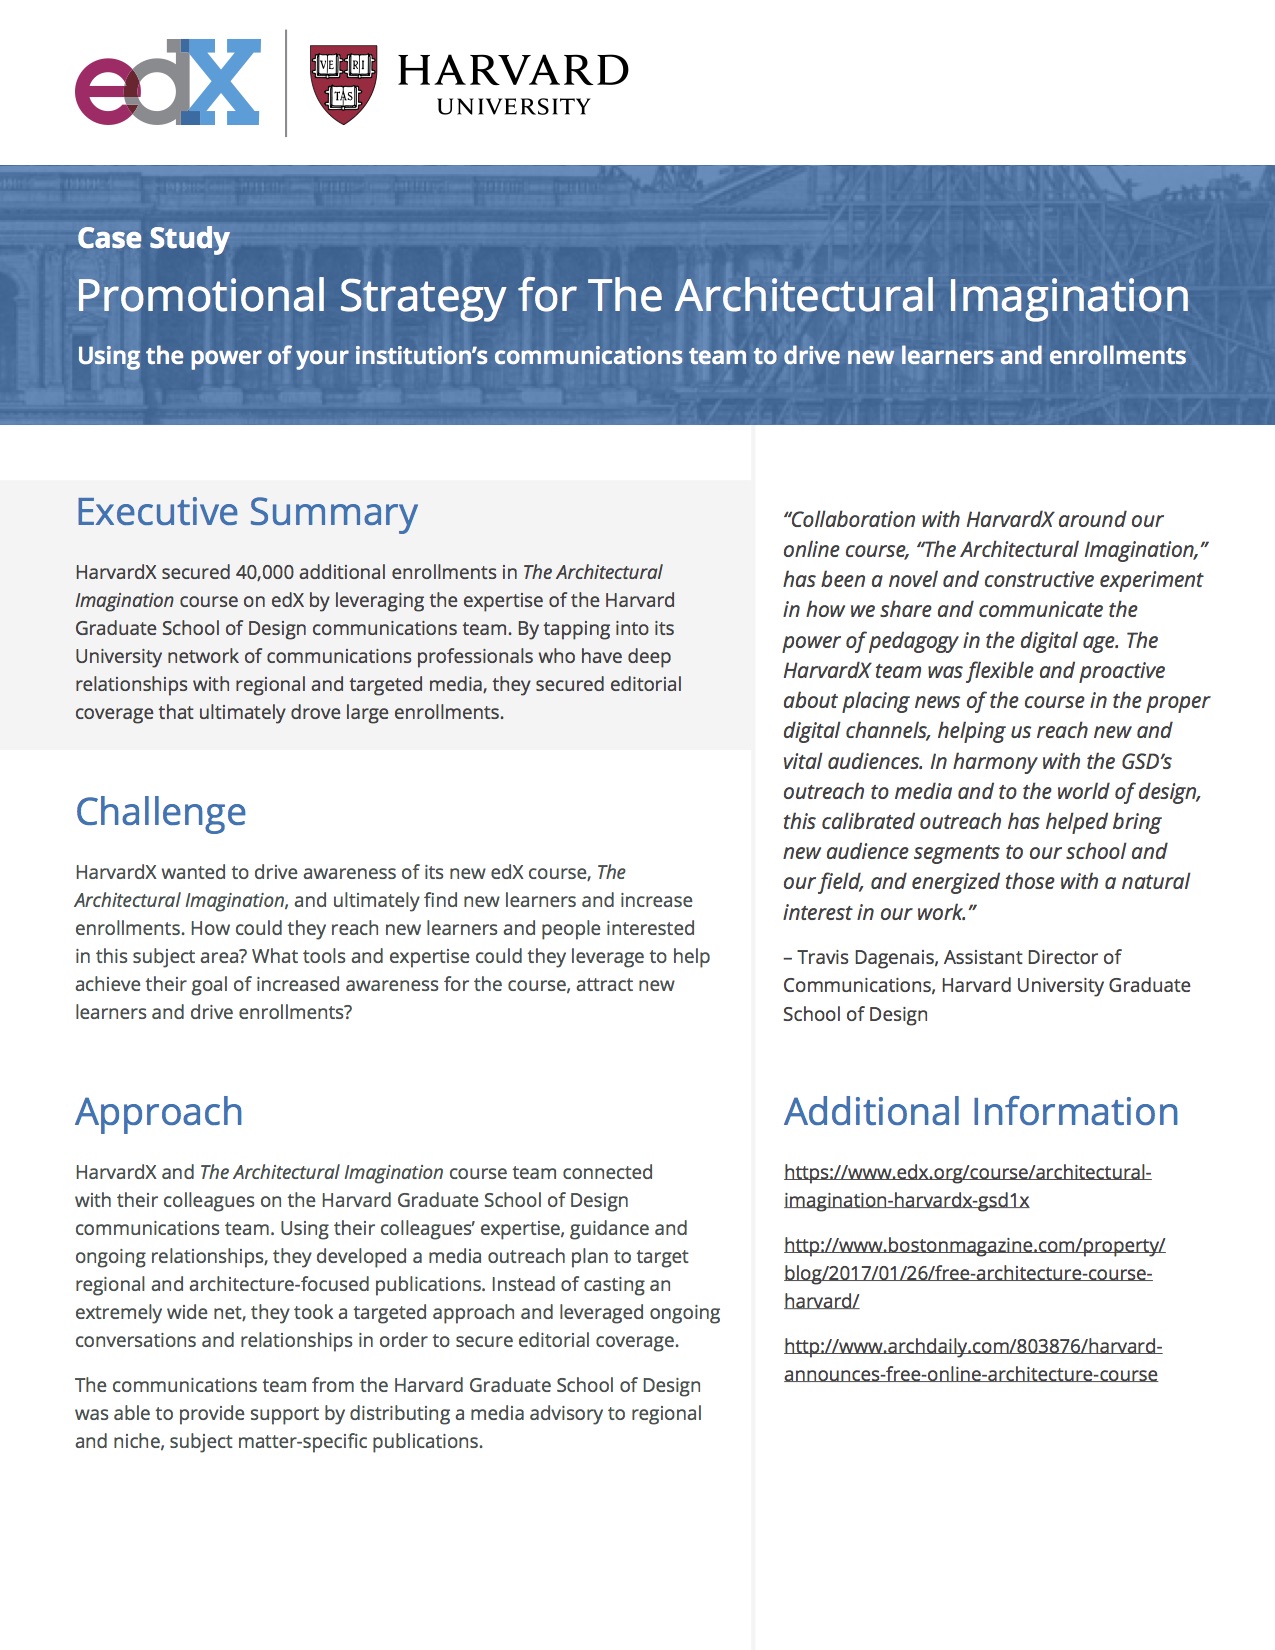 edX
VE RI
TAS
HARVARD
UNIVERSITY
Case Study
Promotional Strategy for The Architectural Imagination
Using the power of your institution’s communications team to drive new learners and enrollments
Executive Summary
HarvardX secured 40,000 additional enrollments in The Architectural
Imagination course on edX by leveraging the expertise of the Harvard
Graduate School of Design communications team. By tapping into its
University network of communications professionals who have deep
relationships with regional and targeted media, they secured editorial
coverage that ultimately drove large enrollments.
Challenge
HarvardX wanted to drive awareness of its new edX course, The
Architectural Imagination, and ultimately find new learners and increase
enrollments. How could they reach new learners and people interested
in this subject area? What tools and expertise could they leverage to help
achieve their goal of increased awareness for the course, attract new
learners and drive enrollments?
Approach
HarvardX and The Architectural Imagination course team connected
with their colleagues on the Harvard Graduate School of Design
communications team. Using their colleagues’ expertise, guidance and
ongoing relationships, they developed a media outreach plan to target
regional and architecture-focused publications. Instead of casting an
extremely wide net, they took a targeted approach and leveraged ongoing
conversations and relationships in order to secure editorial coverage.
The communications team from the Harvard Graduate School of Design
was able to provide support by distributing a media advisory to regional
and niche, subject matter-specific publications.
“Collaboration with HarvardX around our
online course, “The Architectural Imagination,”
has been a novel and constructive experiment
in how we share and communicate the
power of pedagogy in the digital age. The
HarvardX team was flexible and proactive
about placing news of the course in the proper
digital channels, helping us reach new and
vital audiences. In harmony with the GSD’s
outreach to media and to the world of design,
this calibrated outreach has helped bring
new audience segments to our school and
our field, and energized those with a natural
interest in our work.”
– Travis Dagenais, Assistant Director of
Communications, Harvard University Graduate
School of Design
Additional Information
https://www.edx.org/course/architectural-
imagination-harvardx-gsd1x
http://www.bostonmagazine.com/property/
blog/2017/01/26/free-architecture-course-
harvard/
http://www.archdaily.com/803876/harvard-
announces-free-online-architecture-course